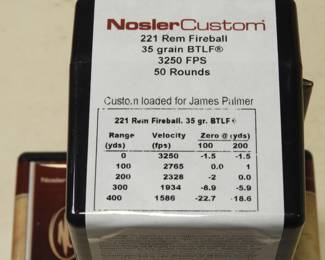 NoslerCustom
221 Rem Fireball
35 grain BTLF®
3250 FPS
50 Rounds
Custom loaded for James Palmer
221 Rem Fireball. 35 gr. BTLF®
Range Velocity Zero @ (yds)
(yds) (fps) 100 200
0 3250 -1.5 -1.5
100 2765 0.0 1
200 2328 -2 0.0
300 1934 -8.9 -5.9
400 1586 -22.7 -18.6
Nosler